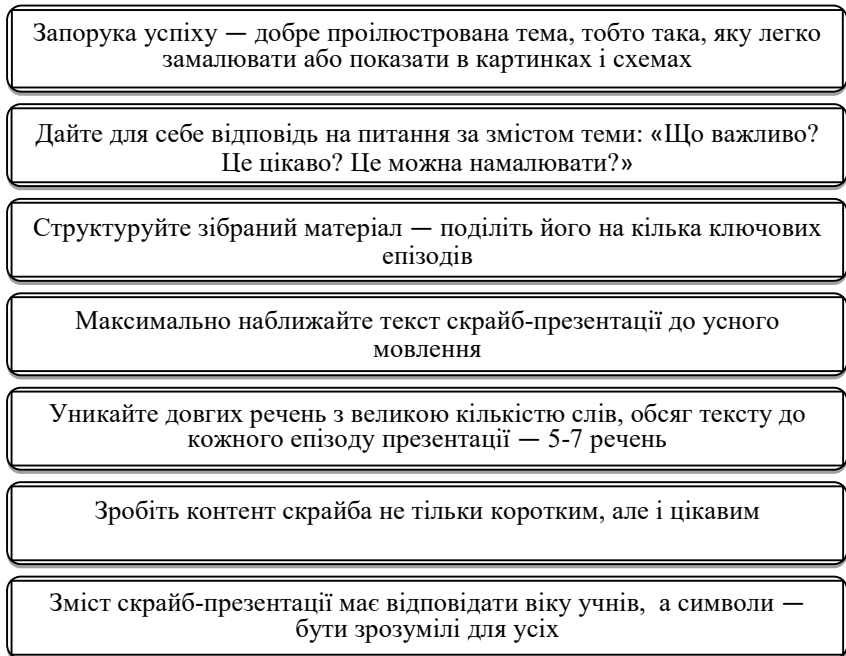 Запорука успіху — добре проілюстрована тема, тобто така, яку легко
замалювати або показати в картинках і схемах
Дайте для себе відповідь на питання за змістом теми: «Що важливо?
Це цікаво? Це можна намалювати?»
Структуруйте зібраний матеріал — поділіть його на кілька ключових
епізодів
Максимально наближайте текст скрайб-презентації до усного
мовлення
Уникайте довгих речень з великою кількістю слів, обсяг тексту до
кожного епізоду презентації — 5-7 речень
Зробіть контент скрайба не тільки коротким, але і цікавим
Зміст скрайб-презентації має відповідати віку учнів,  а символи —
бути зрозумілі для усіх